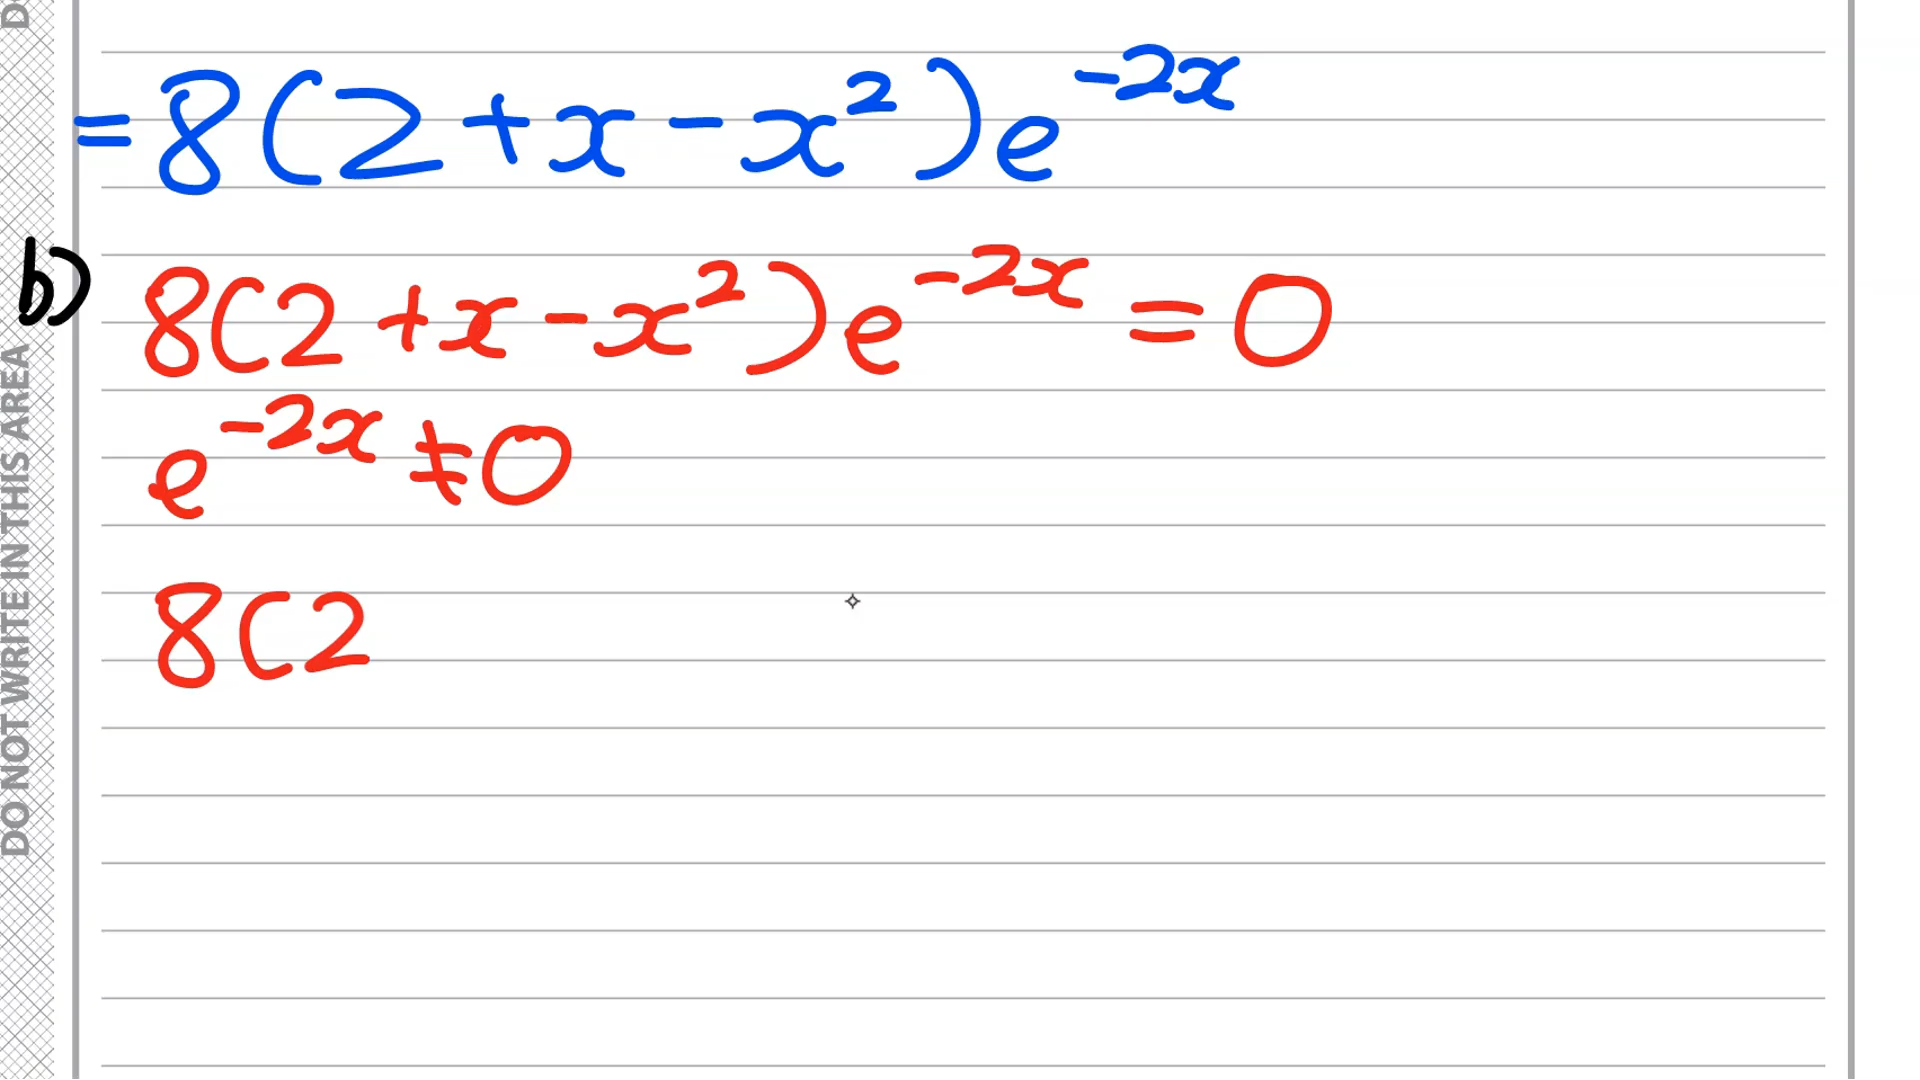 = 8(2 + x - x²)e^{-2x}
b) 8(2 + x - x²)e^{-2x} = 0
e^{-2x} ≠ 0
8(2
DO NOT WRITE IN THIS AREA